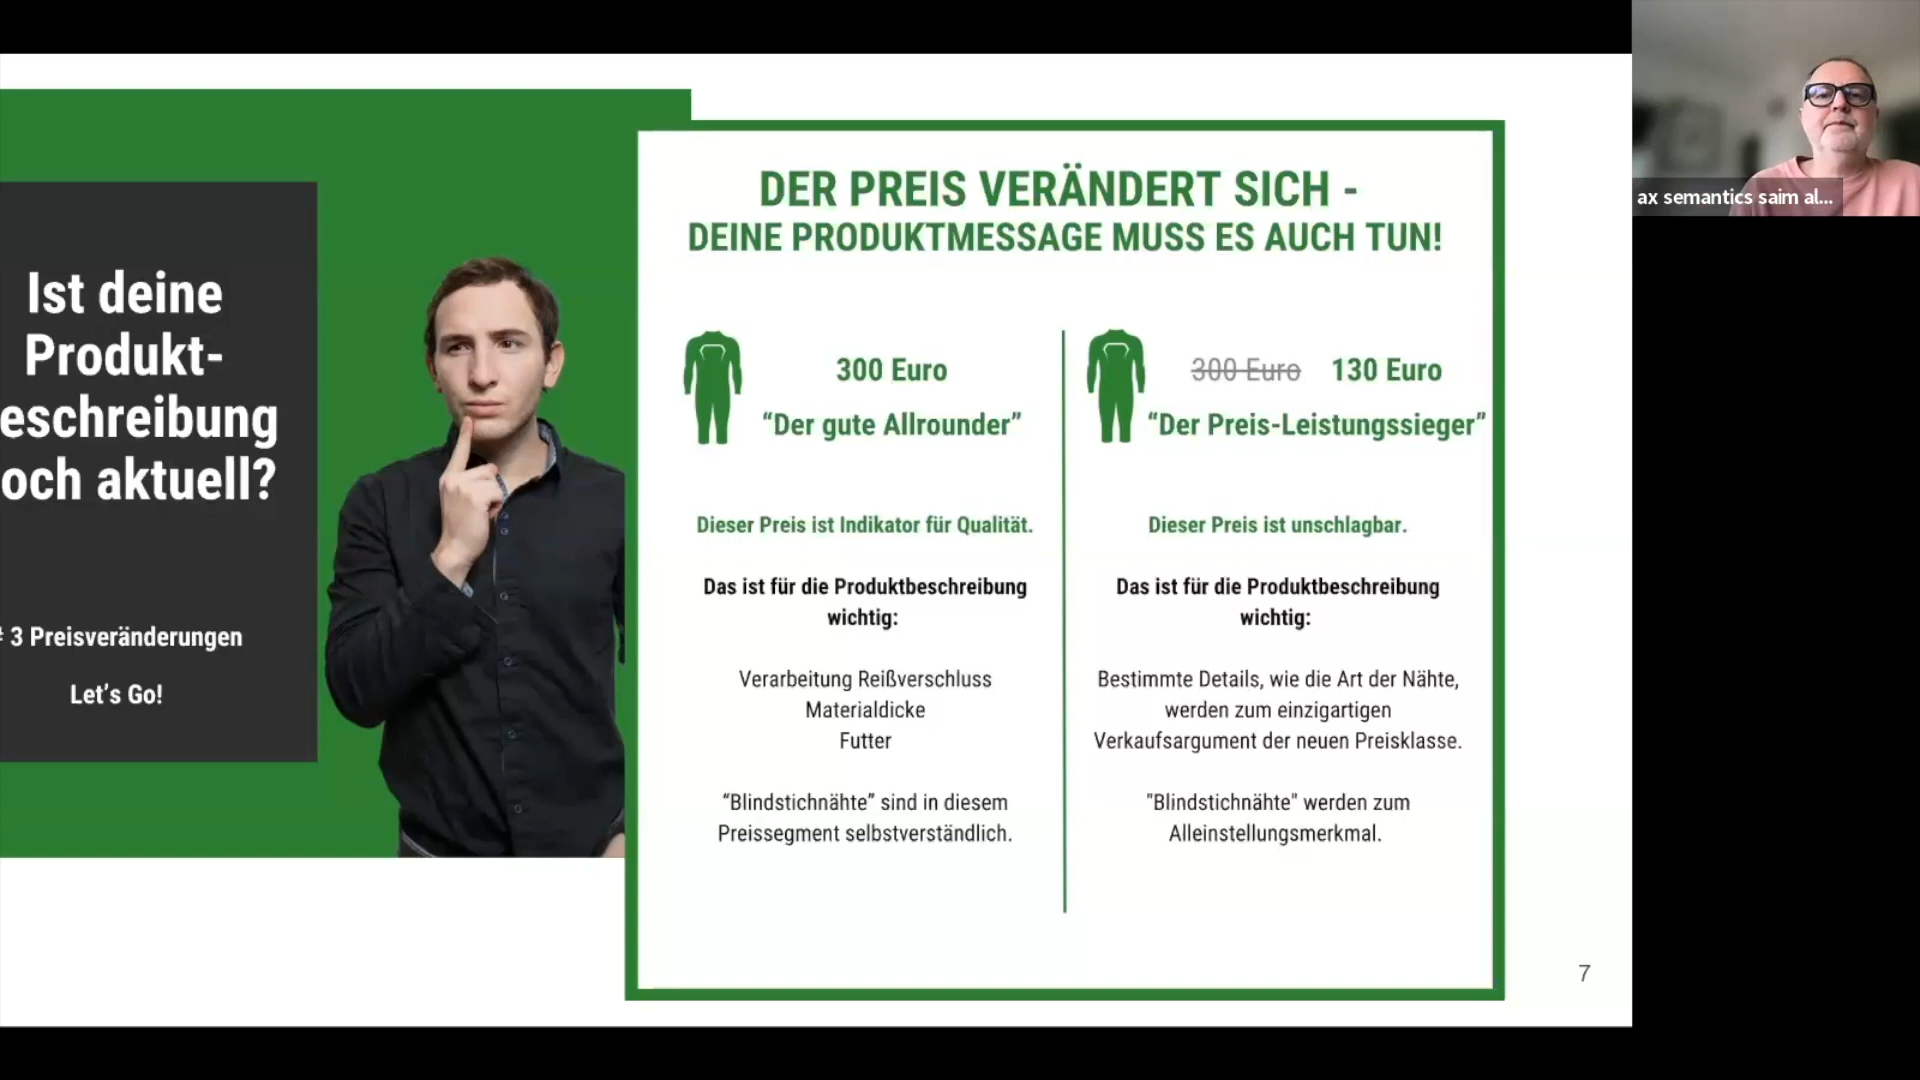 Ist deine
Produkt-
eschreibung
och aktuell?
# 3 Preisveränderungen
Let's Go!
DER PREIS VERÄNDERT SICH -
DEINE PRODUKTMESSAGE MUSS ES AUCH TUN!
300 Euro
“Der gute Allrounder”
Dieser Preis ist Indikator für Qualität.
Das ist für die Produktbeschreibung
wichtig:
Verarbeitung Reißverschluss
Materialdicke
Futter
“Blindstichnähte” sind in diesem
Preissegment selbstverständlich.
300 Euro 130 Euro
“Der Preis-Leistungssieger”
Dieser Preis ist unschlagbar.
Das ist für die Produktbeschreibung
wichtig:
Bestimmte Details, wie die Art der Nähte,
werden zum einzigartigen
Verkaufsargument der neuen Preisklasse.
"Blindstichnähte" werden zum
Alleinstellungsmerkmal.
7
ax semantics saim al...